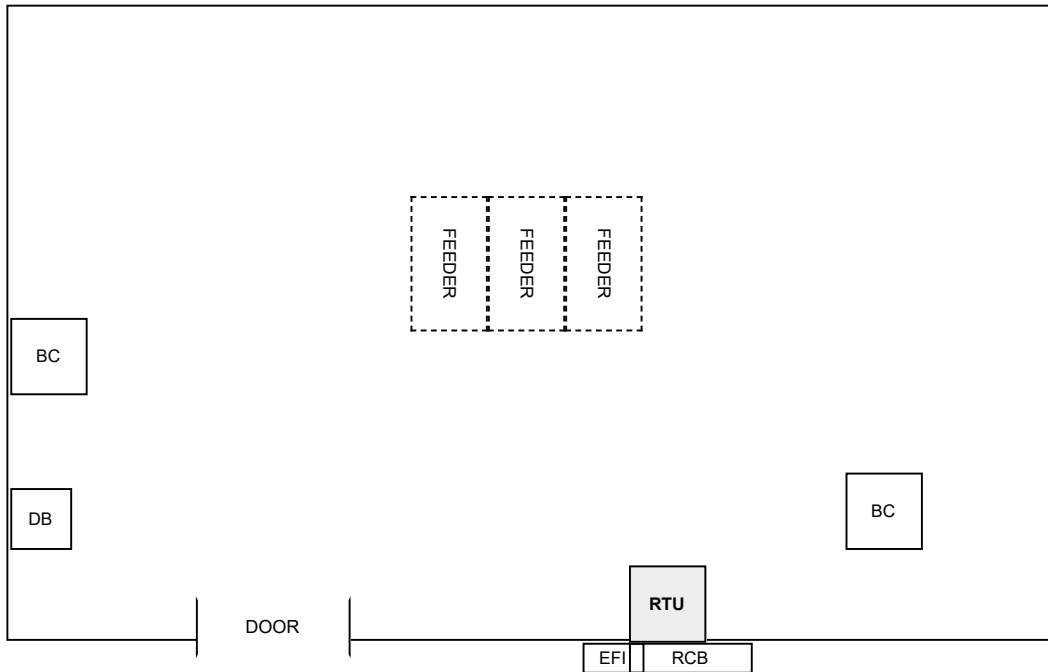 FEEDER
FEEDER
FEEDER
BC
DB
BC
RTU
DOOR
EFI
RCB